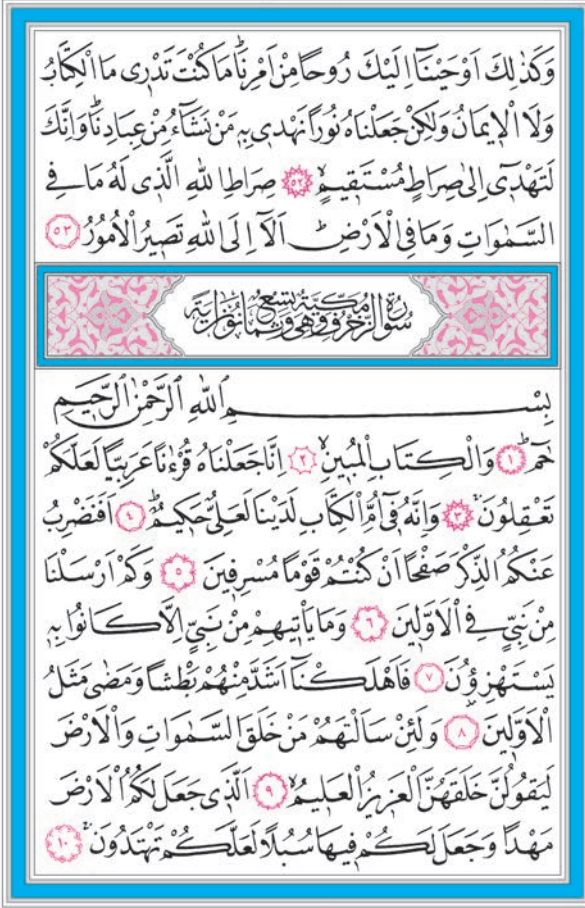 وَكَذٰلِكَ اَوْحَيْنَٓا اِلَيْكَ رُوحًا مِنْ اَمْرِنَاۜ مَا كُنْتَ تَدْرٖى مَا الْكِتَابُ
وَلَا الْاٖيمَانُ وَلٰكِنْ جَعَلْنَاهُ نُورًا نَهْدٖى بِهٖ مَنْ نَشَٓاءُ مِنْ عِبَادِنَاۜ وَاِنَّكَ
لَتَهْدٖٓى اِلٰى صِرَاطٍ مُسْتَقٖيمٍۙ ٥٢ صِرَاطِ اللّٰهِ الَّذٖى لَهُ مَا فِى
السَّمٰوَاتِ وَمَا فِى الْاَرْضِۜ اَلَٓا اِلَى اللّٰهِ تَصٖيرُ الْاُمُورُ ٥٣
سُورَةُ الزُّخْرُفِ مَكِّيَّةٌ وَهِىَ تِسْعٌ وَثَمَانُونَ اٰيَةً
بِسْمِ اللّٰهِ الرَّحْمٰنِ الرَّحٖيمِ
حٰمٓۜ ١ وَالْكِتَابِ الْمُبٖينِۙ ٢ اِنَّا جَعَلْنَاهُ قُرْءٰنًا عَرَبِيًّا لَعَلَّكُمْ
تَعْقِلُونَۚ ٣ وَاِنَّهُ فٖٓى اُمِّ الْكِتَابِ لَدَيْنَا لَعَلِىٌّ حَكٖيمٌۜ ٤ اَفَنَضْرِبُ
عَنْكُمُ الذِّكْرَ صَفْحًا اَنْ كُنْتُمْ قَوْمًا مُسْرِفٖينَ ٥ وَكَمْ اَرْسَلْنَا
مِنْ نَبِىٍّ فِى الْاَوَّلٖينَ ٦ وَمَا يَاْتٖيهِمْ مِنْ نَبِىٍّ اِلَّا كَانُوا بِهٖ
يَسْتَهْزِؤُنَ ٧ فَاَهْلَكْنَٓا اَشَدَّ مِنْهُمْ بَطْشًا وَمَضٰى مَثَلُ
الْاَوَّلٖينَ ٨ وَلَئِنْ سَاَلْتَهُمْ مَنْ خَلَقَ السَّمٰوَاتِ وَالْاَرْضَ
لَيَقُولُنَّ خَلَقَهُنَّ الْعَزٖيزُ الْعَلٖيمُۙ ٩ اَلَّذٖى جَعَلَ لَكُمُ الْاَرْضَ
مَهْدًا وَجَعَلَ لَكُمْ فٖيهَا سُبُلًا لَعَلَّكُمْ تَهْتَدُونَۚ ١٠